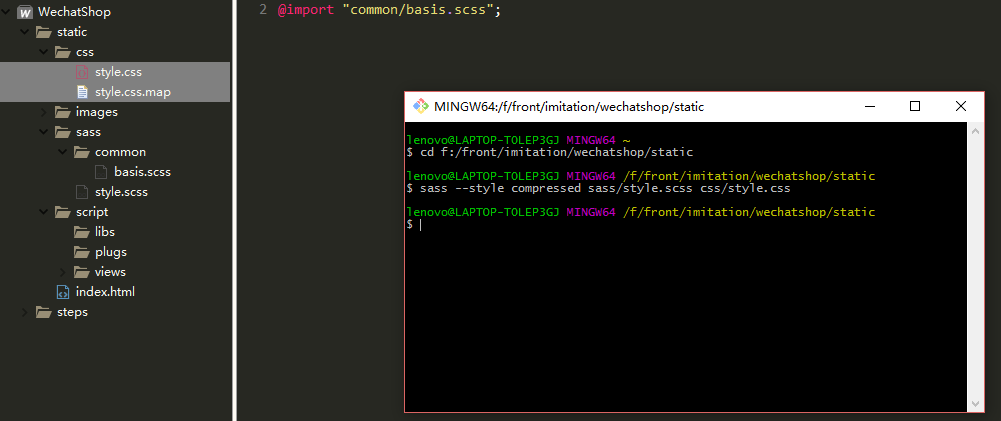 WechatShop
static
css
style.css
style.css.map
images
sass
common
basis.scss
style.scss
script
libs
plugs
views
index.html
steps
2 @import "common/basis.scss";
MINGW64:/f/front/imitation/wechatshop/static
lenovo@LAPTOP-TOLEP3GJ MINGW64 ~
$ cd f:/front/imitation/wechatshop/static
lenovo@LAPTOP-TOLEP3GJ MINGW64 /f/front/imitation/wechatshop/static
$ sass --style compressed sass/style.scss css/style.css
lenovo@LAPTOP-TOLEP3GJ MINGW64 /f/front/imitation/wechatshop/static
$